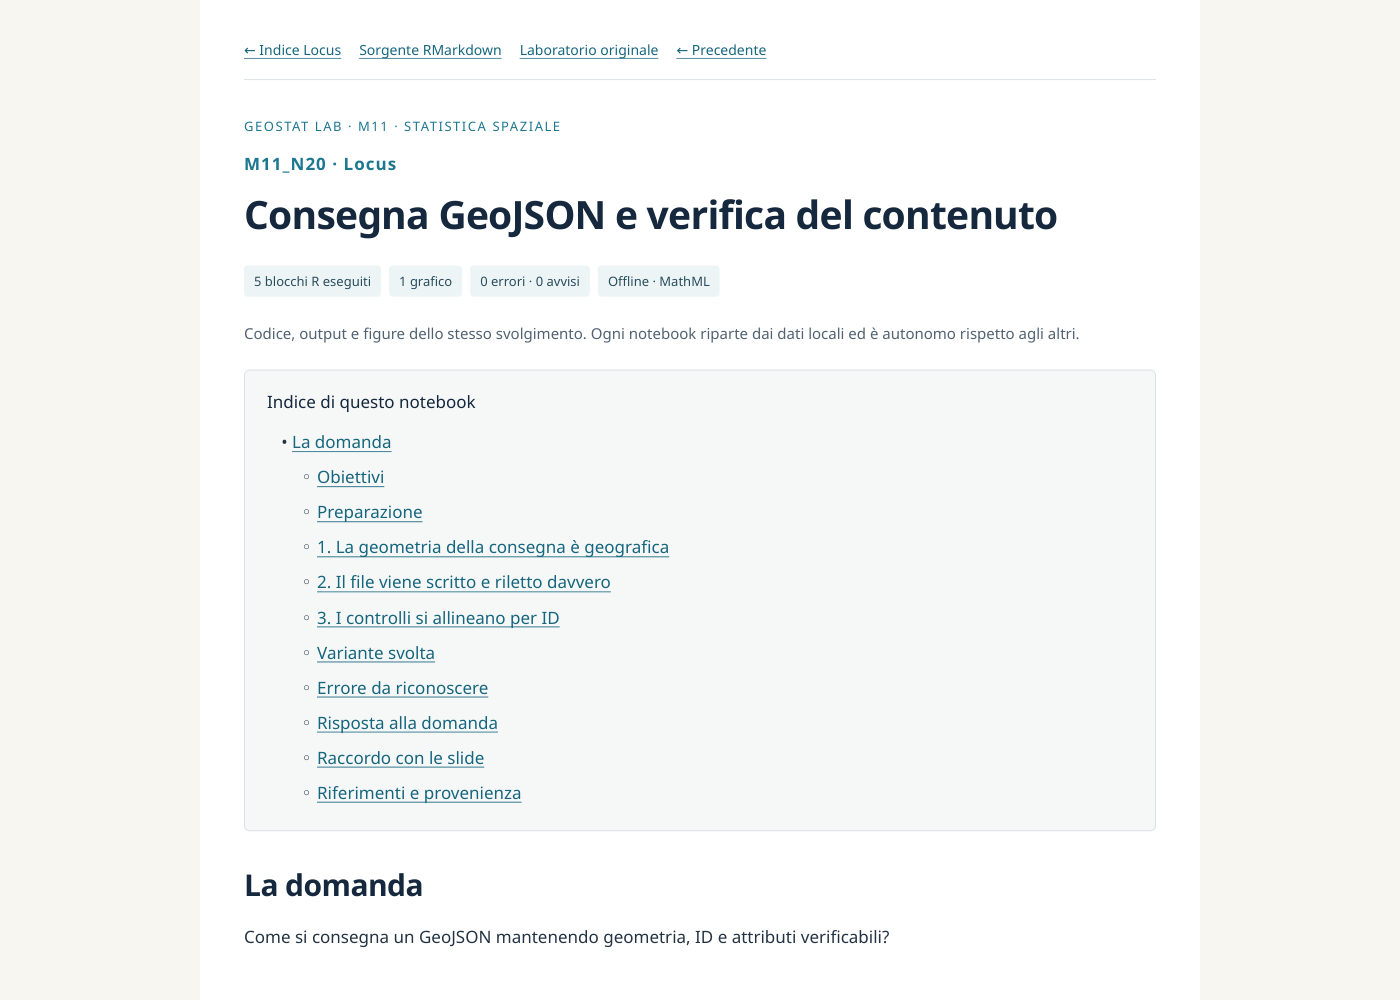 ← Indice Locus Sorgente RMarkdown Laboratorio originale ← Precedente
GEOSTAT LAB · M11 · STATISTICA SPAZIALE
M11_N20 · Locus
Consegna GeoJSON e verifica del contenuto
5 blocchi R eseguiti 1 grafico 0 errori · 0 avvisi Offline · MathML
Codice, output e figure dello stesso svolgimento. Ogni notebook riparte dai dati locali ed è autonomo rispetto agli altri.
Indice di questo notebook
• La domanda
◦ Obiettivi
◦ Preparazione
◦ 1. La geometria della consegna è geografica
◦ 2. Il file viene scritto e riletto davvero
◦ 3. I controlli si allineano per ID
◦ Variante svolta
◦ Errore da riconoscere
◦ Risposta alla domanda
◦ Raccordo con le slide
◦ Riferimenti e provenienza
La domanda
Come si consegna un GeoJSON mantenendo geometria, ID e attributi verificabili?